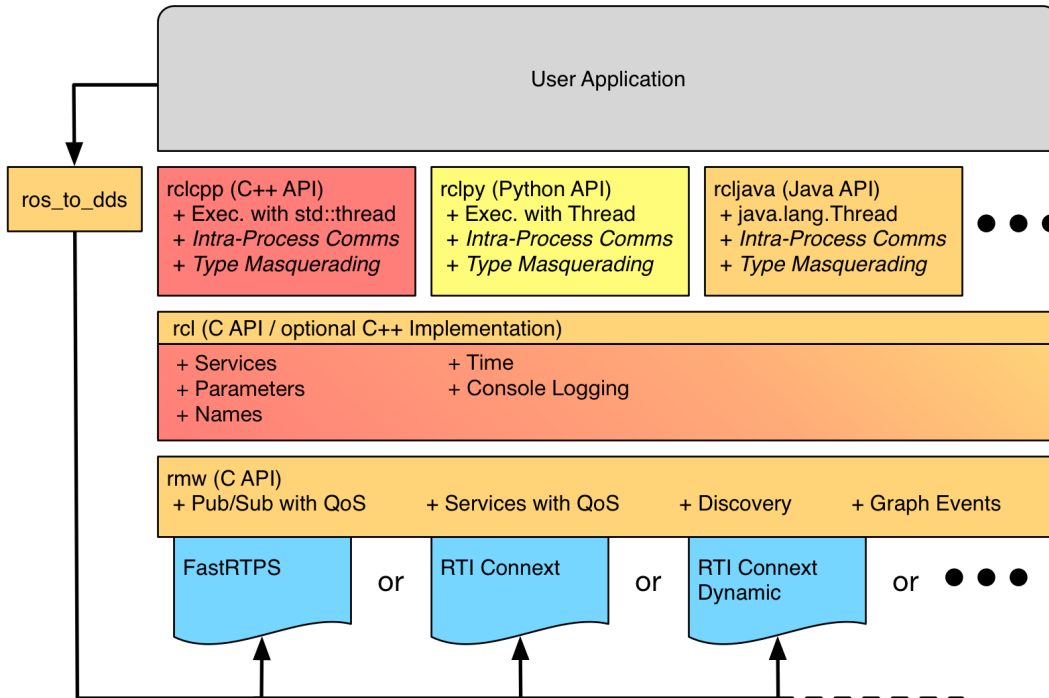 User Application
ros_to_dds
rclcpp (C++ API)
+ Exec. with std::thread
+ Intra-Process Comms
+ Type Masquerading
rclpy (Python API)
+ Exec. with Thread
+ Intra-Process Comms
+ Type Masquerading
rcljava (Java API)
+ java.lang.Thread
+ Intra-Process Comms
+ Type Masquerading
rcl (C API / optional C++ Implementation)
+ Services
+ Parameters
+ Names
+ Time
+ Console Logging
rmw (C API)
+ Pub/Sub with QoS
+ Services with QoS
+ Discovery
+ Graph Events
FastRTPS
or
RTI Connext
or
RTI Connext
Dynamic
or